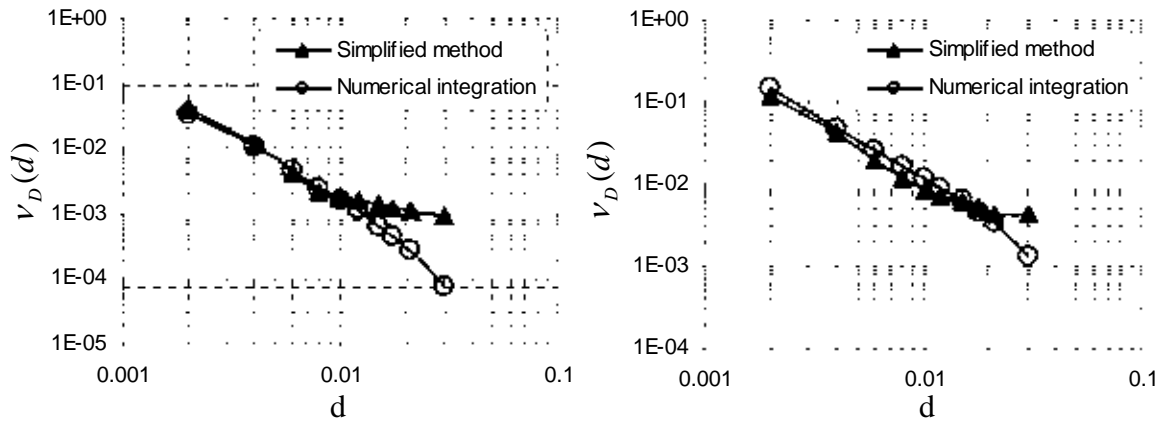 1E+00
1E-01
1E-02
1E-03
1E-04
1E-05
ν_D(d)
Simplified method
Numerical integration
0.001
0.01
0.1
d
1E+00
1E-01
1E-02
1E-03
1E-04
ν_D(d)
Simplified method
Numerical integration
0.001
0.01
0.1
d